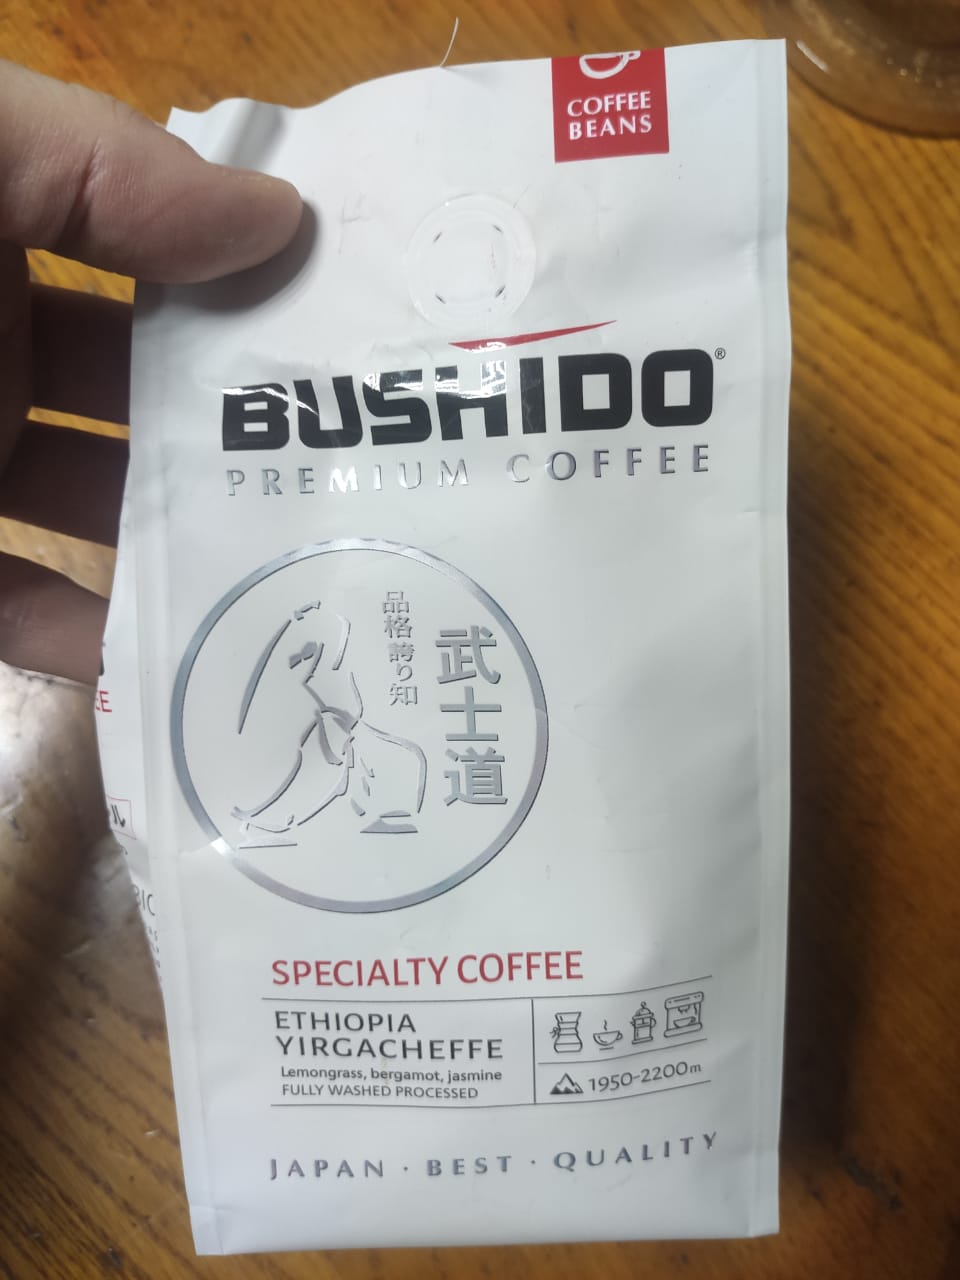 COFFEE
BEANS
BUSHIDO®
PREMIUM COFFEE
品格誇り知
武士道
SPECIALTY COFFEE
ETHIOPIA
YIRGACHEFFE
Lemongrass, bergamot, jasmine
FULLY WASHED PROCESSED
1950-2200m
JAPAN · BEST · QUALITY